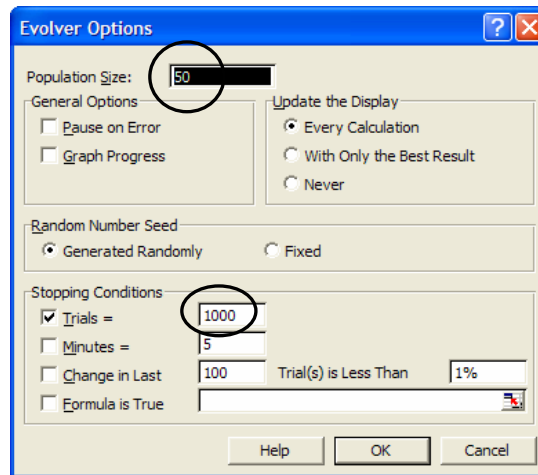 Evolver Options
Population Size: 50
General Options
Pause on Error
Graph Progress
Update the Display
Every Calculation
With Only the Best Result
Never
Random Number Seed
Generated Randomly Fixed
Stopping Conditions
Trials = 1000
Minutes = 5
Change in Last 100 Trial(s) is Less Than 1%
Formula is True
Help OK Cancel